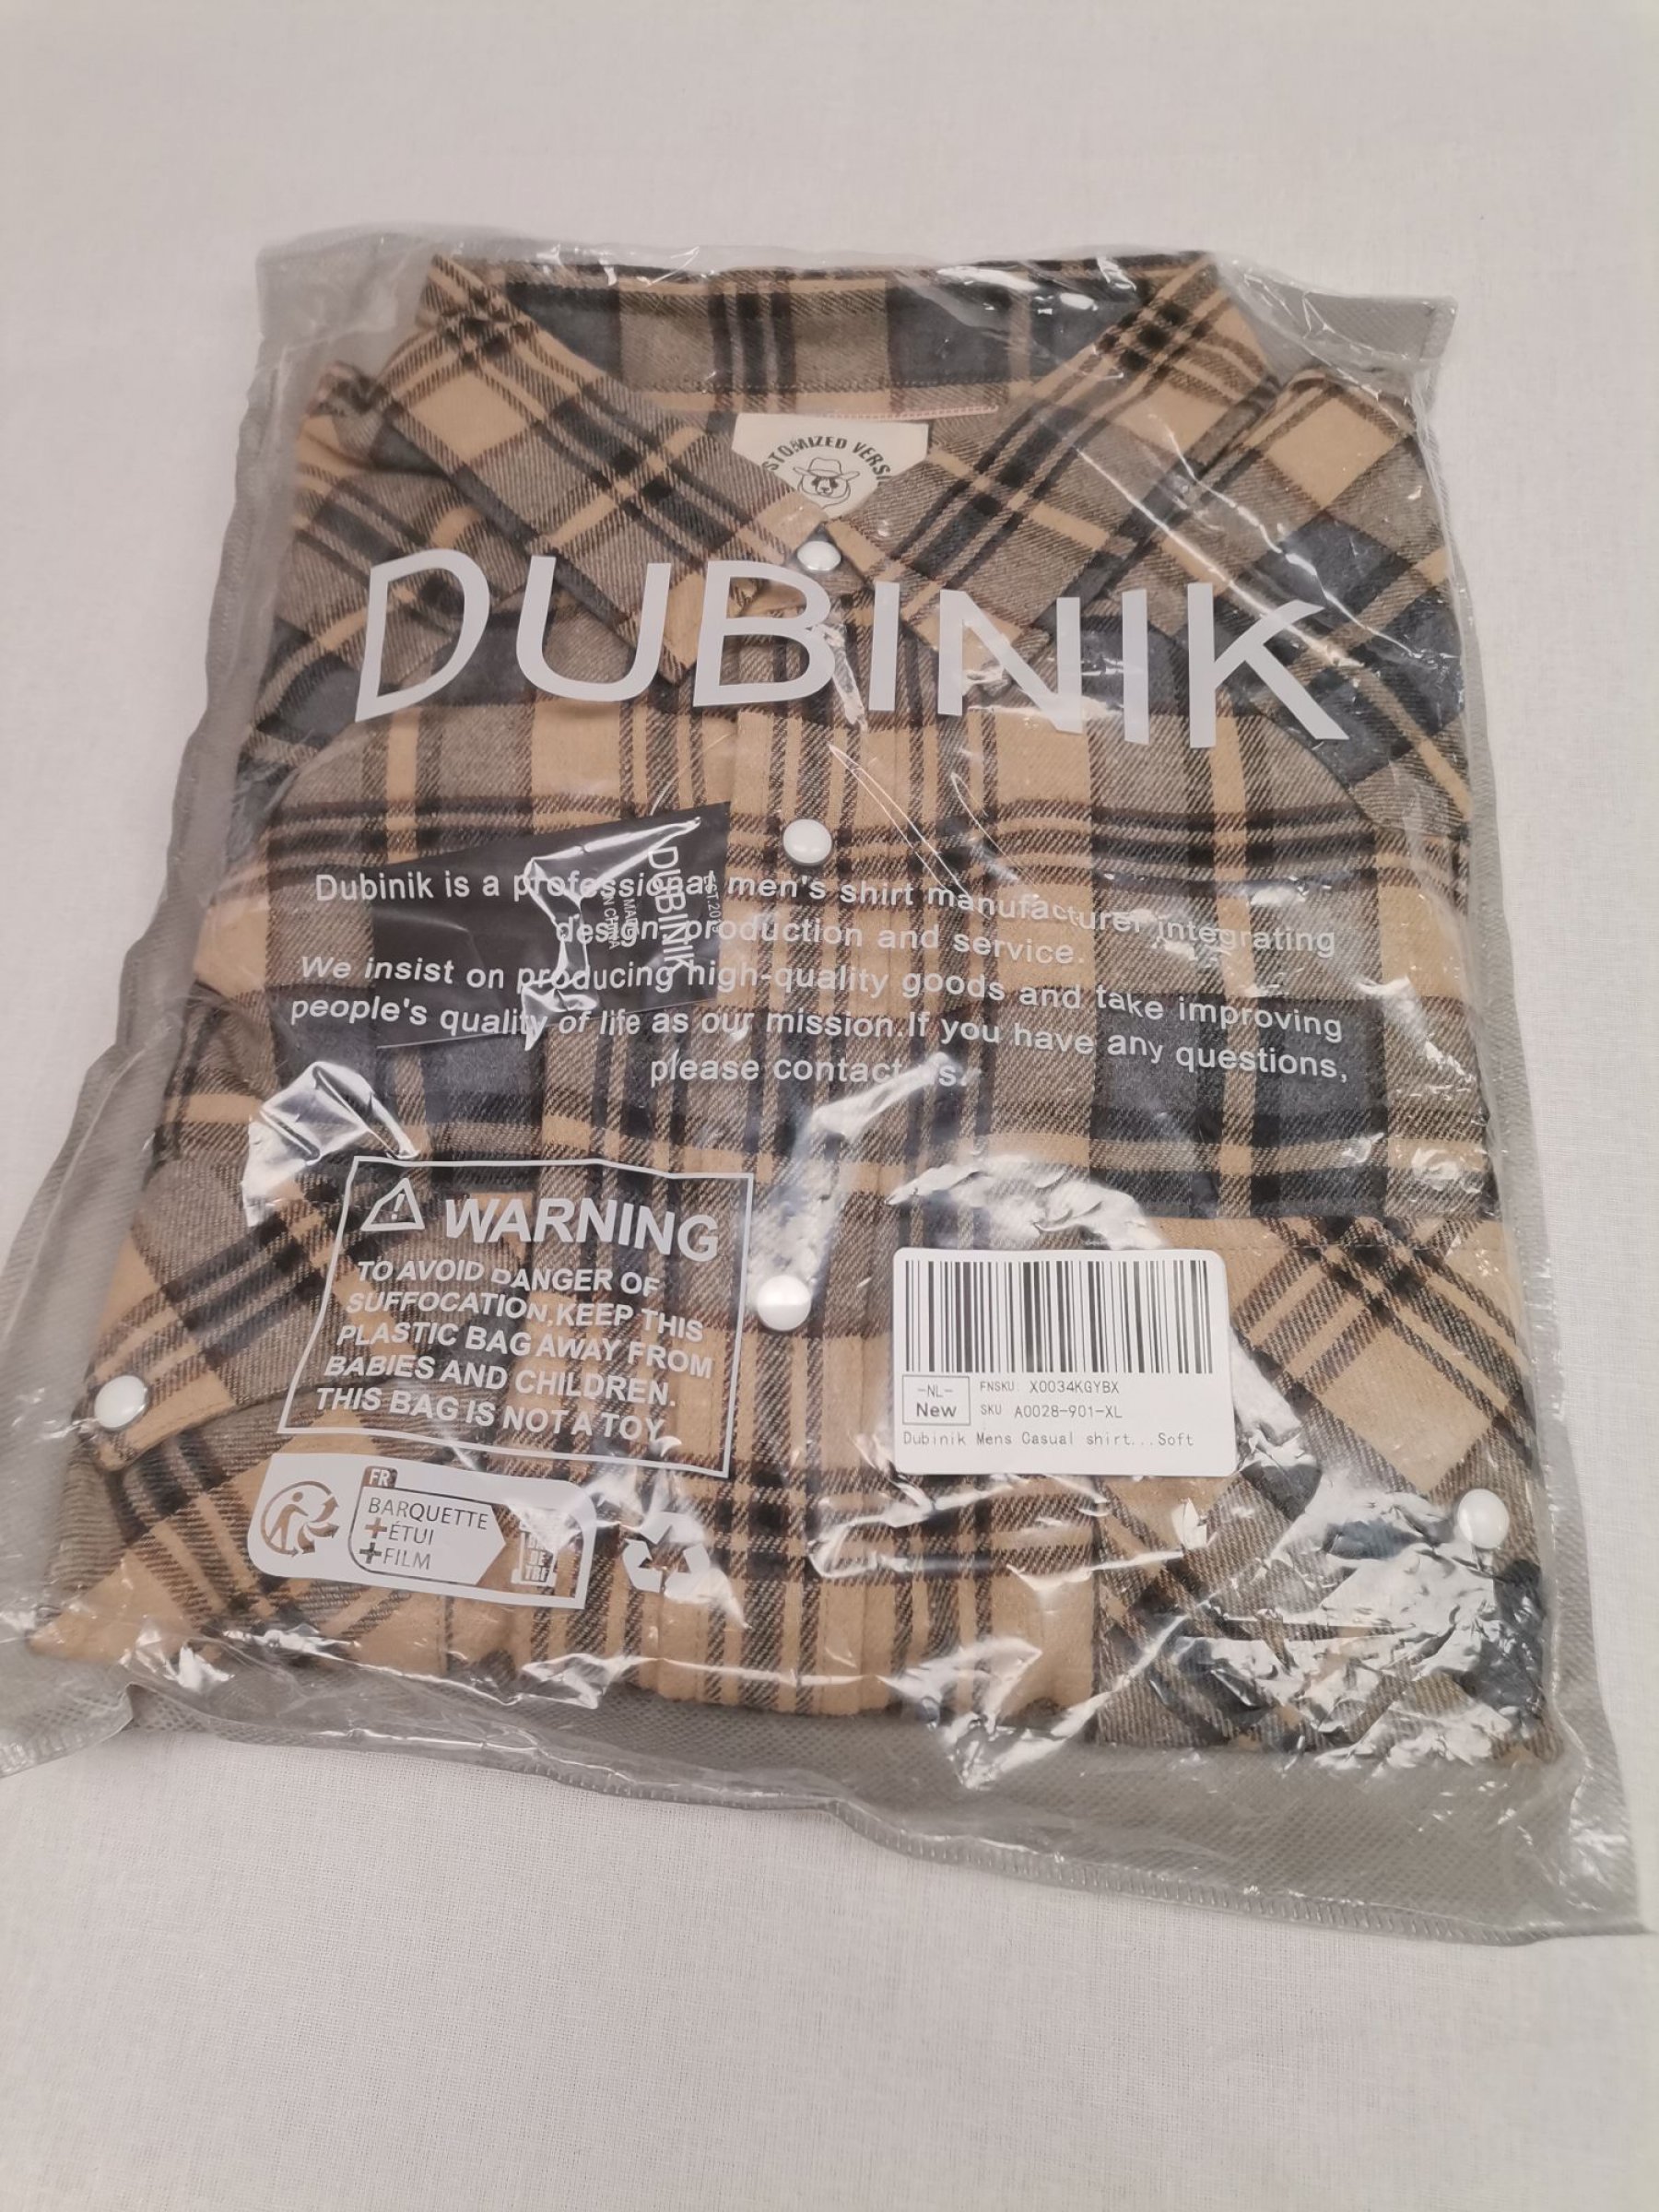 DUBINIK
Dubinik is a professional men's shirt manufacturer integrating
design, production and service.
We insist on producing high-quality goods and take improving
people's quality of life as our mission.If you have any questions,
please contact
DUBINIK
MADE
IN CHINA
WARNING
TO AVOID DANGER OF
SUFFOCATION,KEEP THIS
PLASTIC BAG AWAY FROM
BABIES AND CHILDREN.
THIS BAG IS NOT A TOY.
-NL-
New
FNSKU: X0034KGYBX
SKU A0028-901-XL
Dubinik Mens Casual shirt...Soft
FR
BARQUETTE
+ÉTUI
+FILM